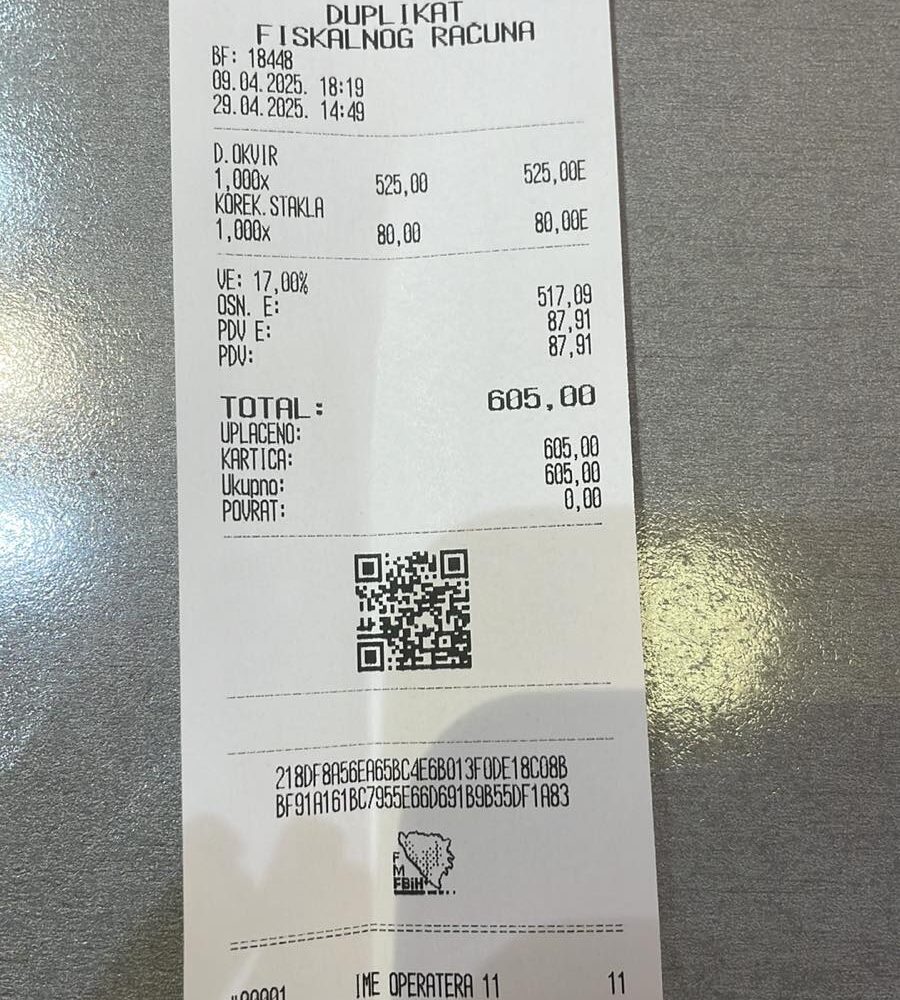 DUPLIKAT
FISKALNOG RAČUNA
BF: 18448
09.04.2025. 18:19
29.04.2025. 14:49
D.OKVIR
1,000x 525,00 525,00E
KOREK.STAKLA
1,000x 80,00 80,00E
VE: 17,00%
OSN. E: 517,09
PDV E: 87,91
PDV: 87,91
TOTAL: 605,00
UPLAĆENO:
KARTICA: 605,00
Ukupno: 605,00
POVRAT: 0,00
218DF8A56EA65BC4E6B013F0DE18C08B
BF91A161BC7955E66D691B9B55DF1A83
F
M
FBiH
IME OPERATERA 11 11